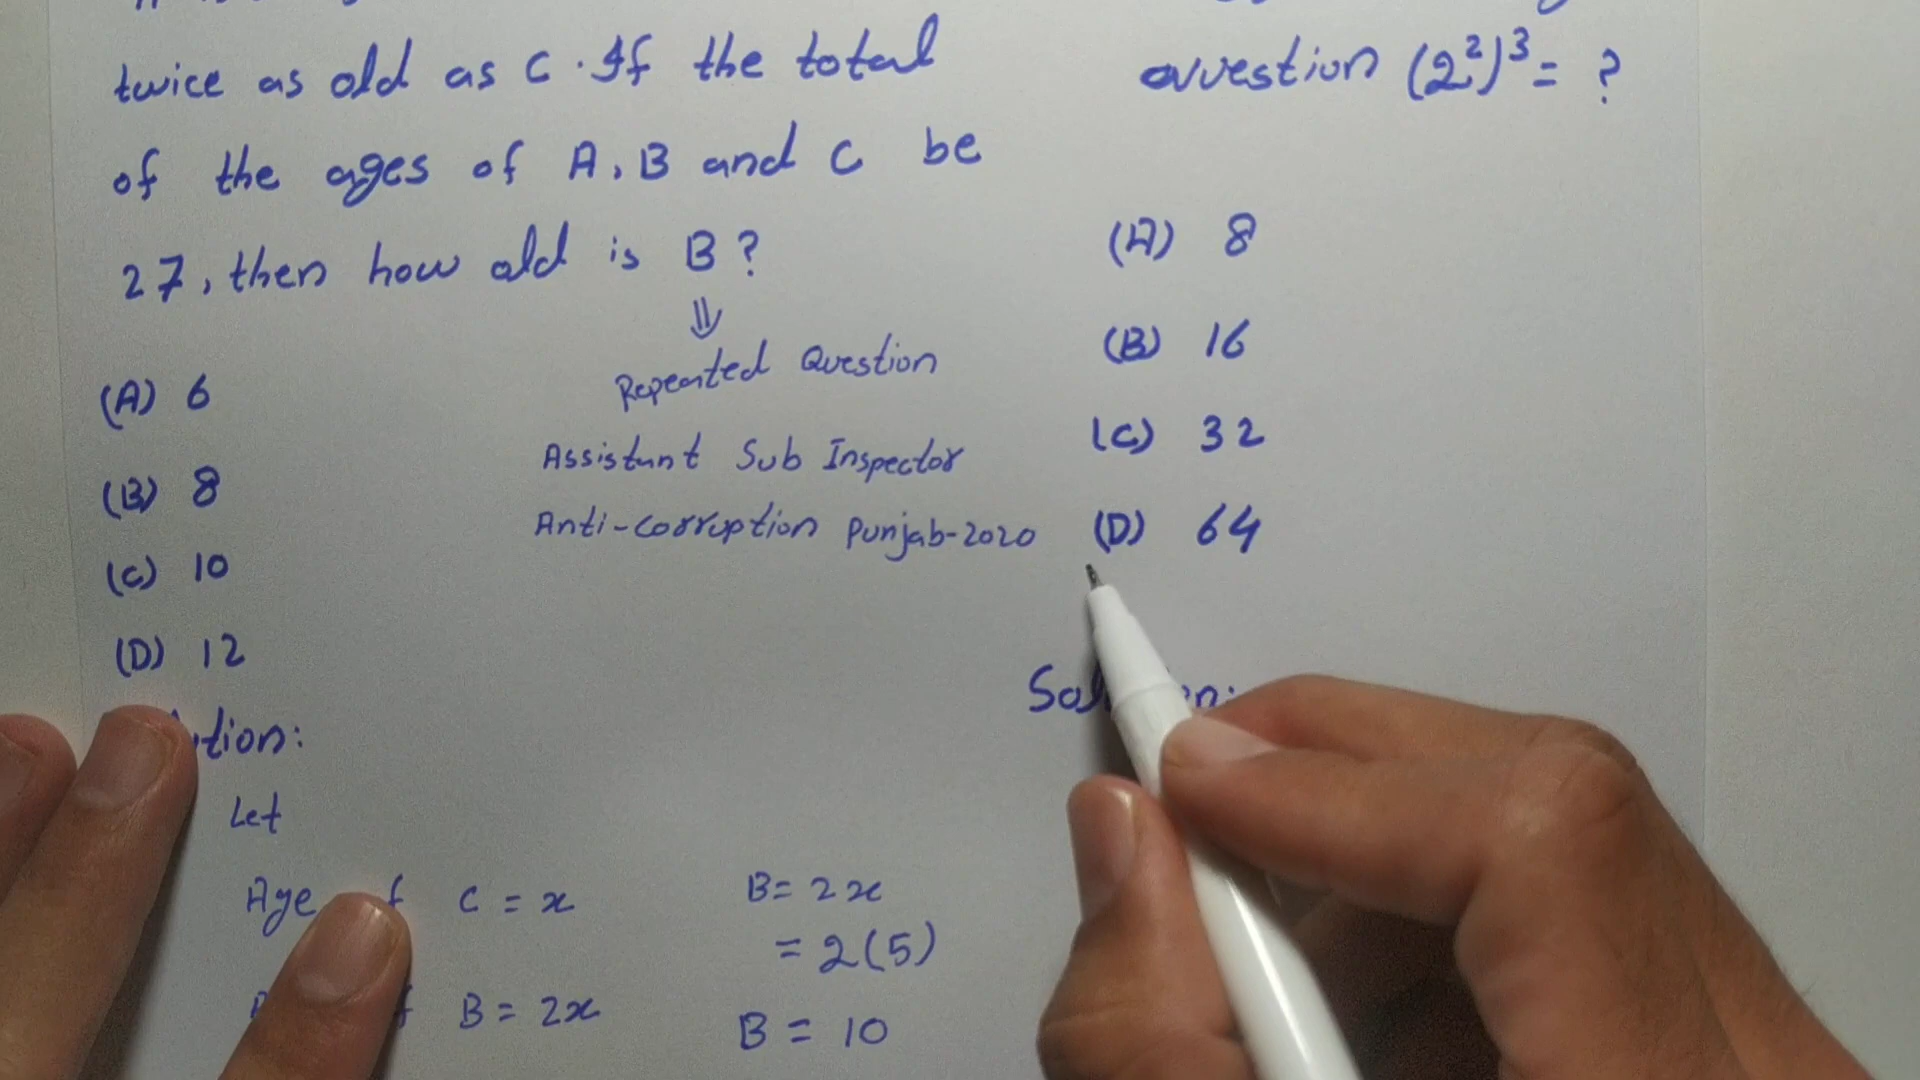 twice as old as C. If the total
of the ages of A, B and C be
27, then how old is B?
⇓
Repeated Question
Assistant Sub Inspector
Anti-Corruption Punjab-2020
(A) 6
(B) 8
(C) 10
(D) 12
Let
Age C = x
B = 2x
B = 2x
= 2(5)
B = 10
question (2²)³ = ?
(A) 8
(B) 16
(C) 32
(D) 64